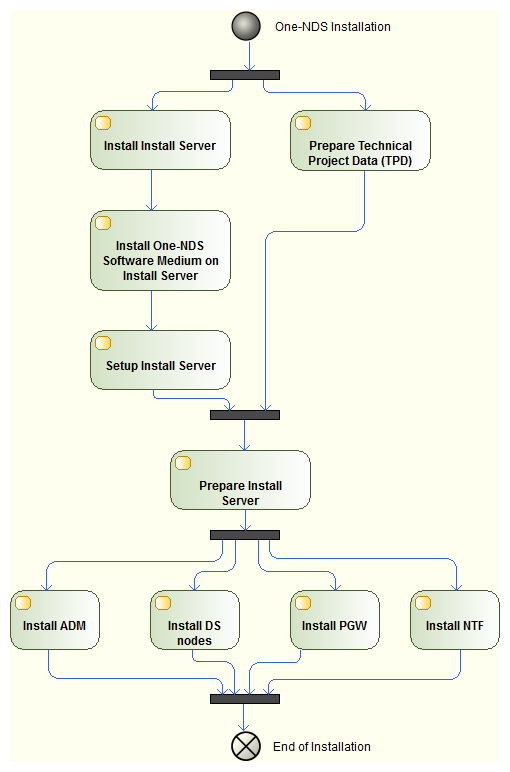 One-NDS Installation
Install Install Server
Prepare Technical
Project Data (TPD)
Install One-NDS
Software Medium on
Install Server
Setup Install Server
Prepare Install
Server
Install ADM
Install DS
nodes
Install PGW
Install NTF
End of Installation